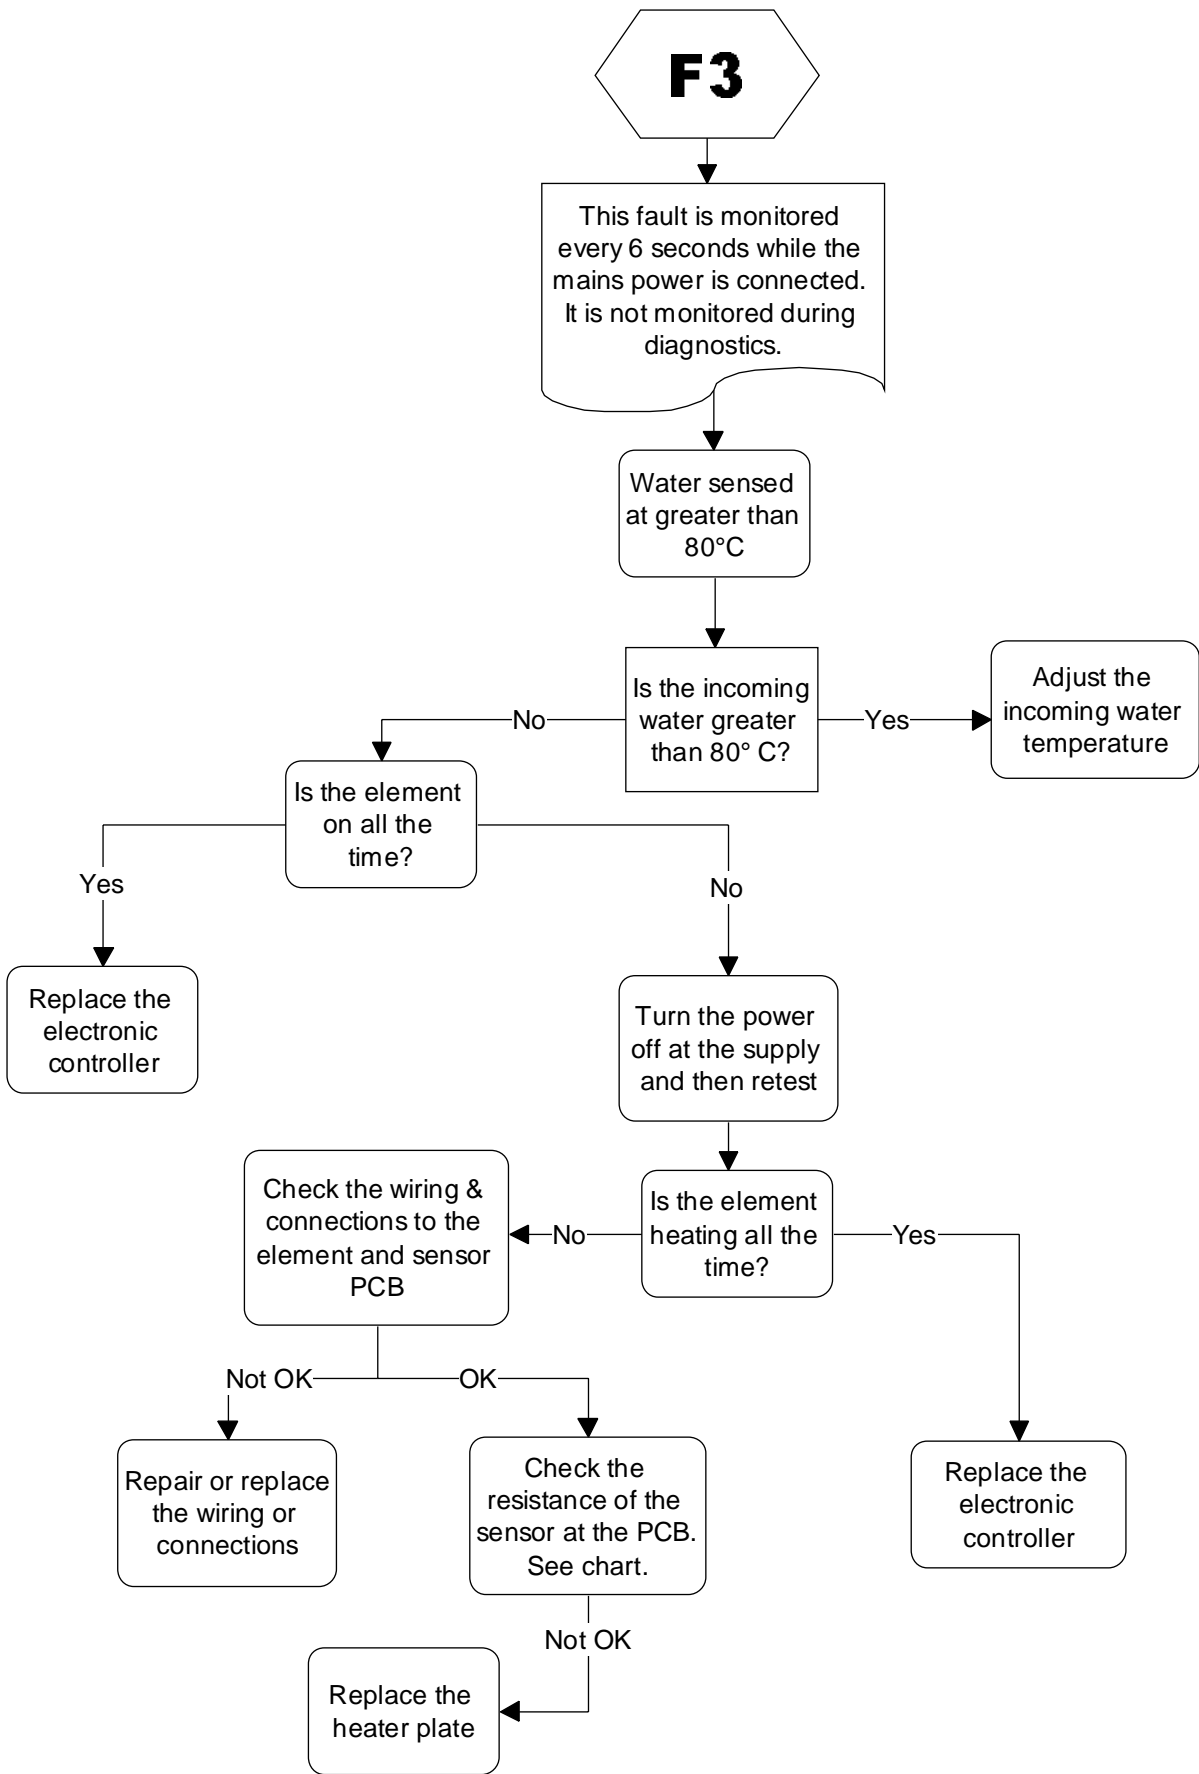 F3
This fault is monitored
every 6 seconds while the
mains power is connected.
It is not monitored during
diagnostics.
Water sensed
at greater than
80°C
Is the incoming
water greater
than 80° C?
No
Yes
Adjust the
incoming water
temperature
Is the element
on all the
time?
Yes
No
Replace the
electronic
controller
Turn the power
off at the supply
and then retest
Is the element
heating all the
time?
No
Yes
Check the wiring &
connections to the
element and sensor
PCB
Not OK
OK
Repair or replace
the wiring or
connections
Check the
resistance of the
sensor at the PCB.
See chart.
Replace the
electronic
controller
Not OK
Replace the
heater plate